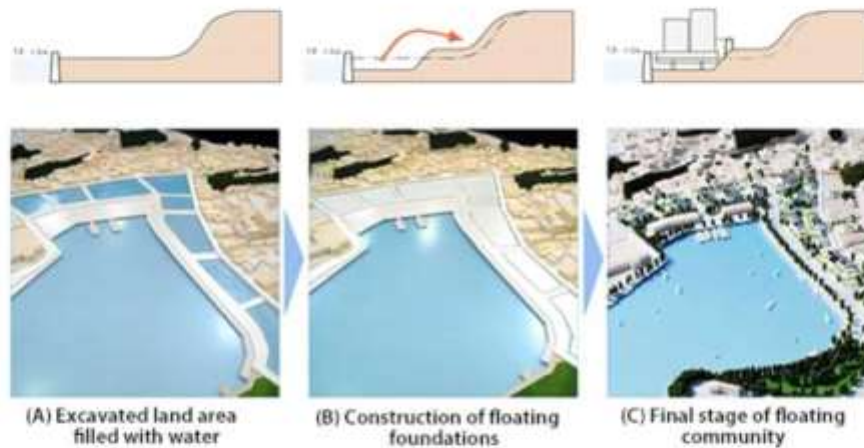 (A) Excavated land area
filled with water
(B) Construction of floating
foundations
(C) Final stage of floating
community